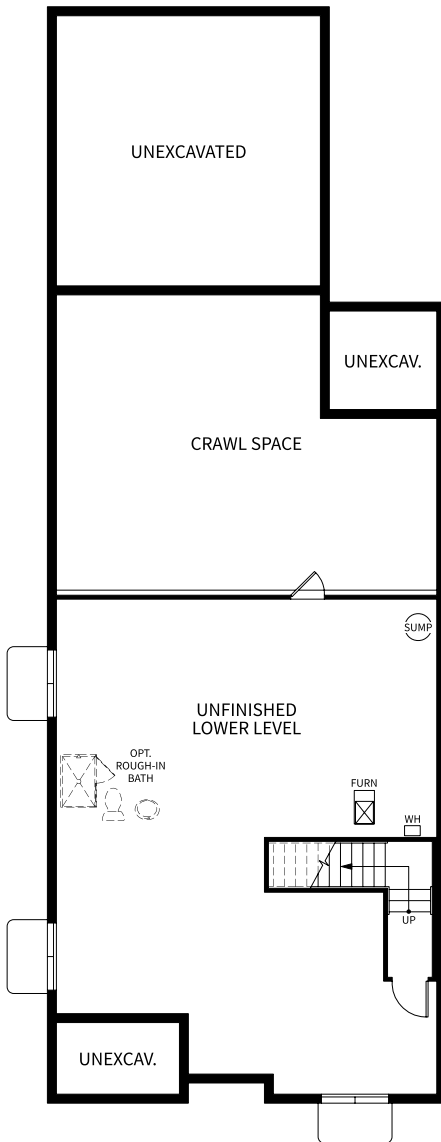 UNEXCAVATED
UNEXCAV.
CRAWL SPACE
SUMP
UNFINISHED
LOWER LEVEL
OPT.
ROUGH-IN
BATH
FURN
WH
UP
UNEXCAV.